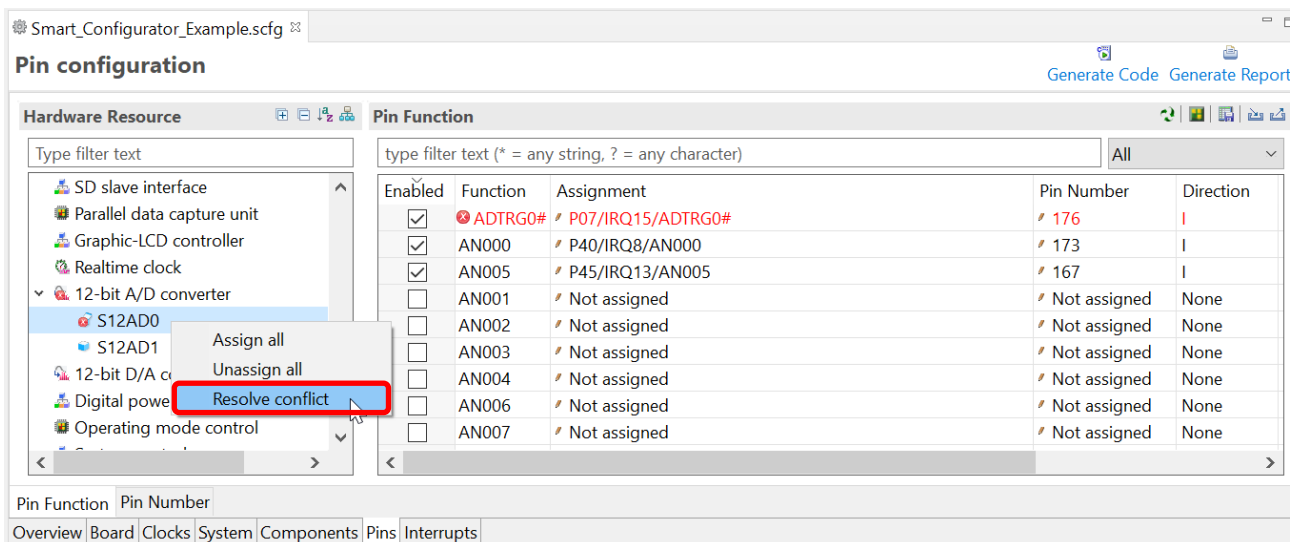 Smart_Configurator_Example.scfg
Pin configuration
Generate Code Generate Report
Hardware Resource
Type filter text
SD slave interface
Parallel data capture unit
Graphic-LCD controller
Realtime clock
12-bit A/D converter
S12AD0
S12AD1
12-bit D/A co
Digital powe
Operating mode control
Assign all
Unassign all
Resolve conflict
Pin Function
type filter text (* = any string, ? = any character) All
Enabled Function Assignment Pin Number Direction
ADTRG0# P07/IRQ15/ADTRG0# 176 I
AN000 P40/IRQ8/AN000 173 I
AN005 P45/IRQ13/AN005 167 I
AN001 Not assigned Not assigned None
AN002 Not assigned Not assigned None
AN003 Not assigned Not assigned None
AN004 Not assigned Not assigned None
AN006 Not assigned Not assigned None
AN007 Not assigned Not assigned None
Pin Function Pin Number
Overview Board Clocks System Components Pins Interrupts